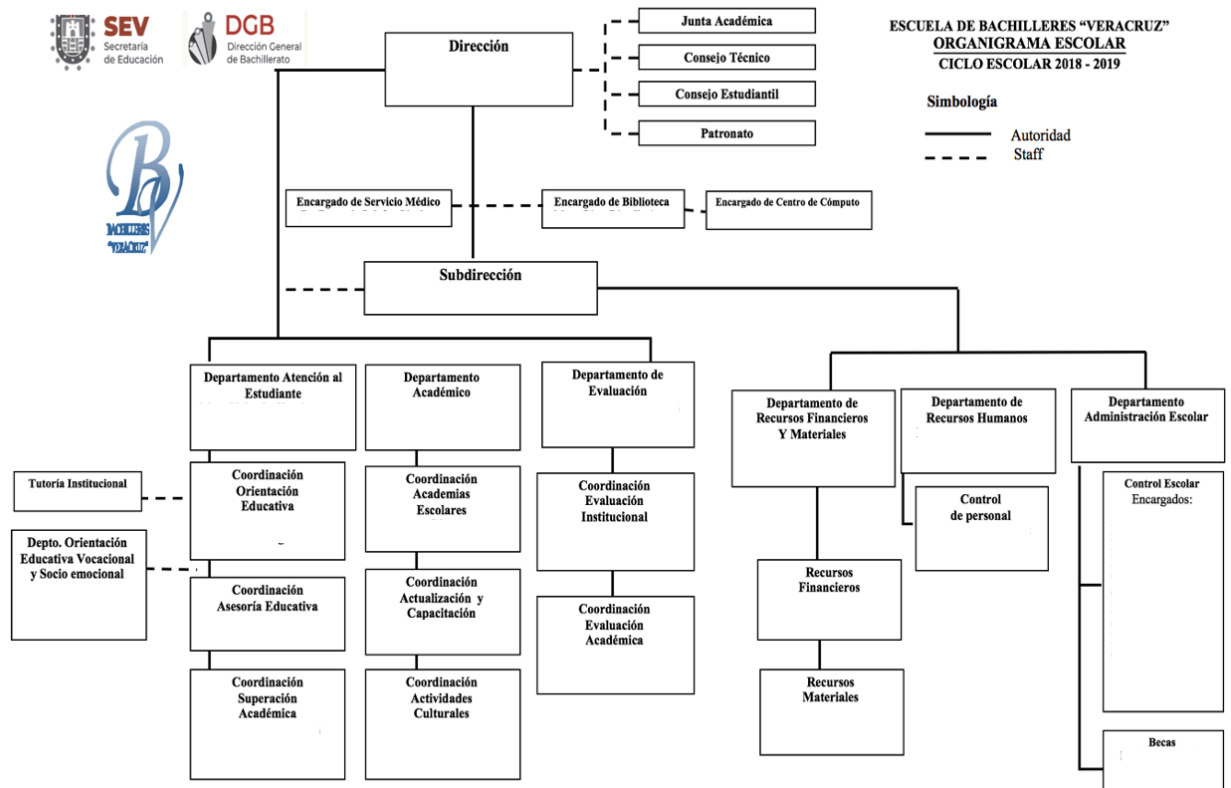 SEV
Secretaría
de Educación
DGB
Dirección General
de Bachillerato
ESCUELA DE BACHILLERES “VERACRUZ”
ORGANIGRAMA ESCOLAR
CICLO ESCOLAR 2018 - 2019
Simbología
Autoridad
Staff
BV
BACHILLERES
"VERACRUZ"
Dirección
Junta Académica
Consejo Técnico
Consejo Estudiantil
Patronato
Encargado de Servicio Médico
Encargado de Biblioteca
Encargado de Centro de Cómputo
Subdirección
Departamento Atención al
Estudiante
Departamento
Académico
Departamento de
Evaluación
Departamento de
Recursos Financieros
Y Materiales
Departamento de
Recursos Humanos
Departamento
Administración Escolar
Tutoría Institucional
Coordinación
Orientación
Educativa
Coordinación
Academias
Escolares
Coordinación
Evaluación
Institucional
Control
de personal
Control Escolar
Encargados:
Depto. Orientación
Educativa Vocacional
y Socio emocional
Coordinación
Asesoría Educativa
Coordinación
Actualización y
Capacitación
Coordinación
Evaluación
Académica
Recursos
Financieros
Coordinación
Superación
Académica
Coordinación
Actividades
Culturales
Recursos
Materiales
Becas